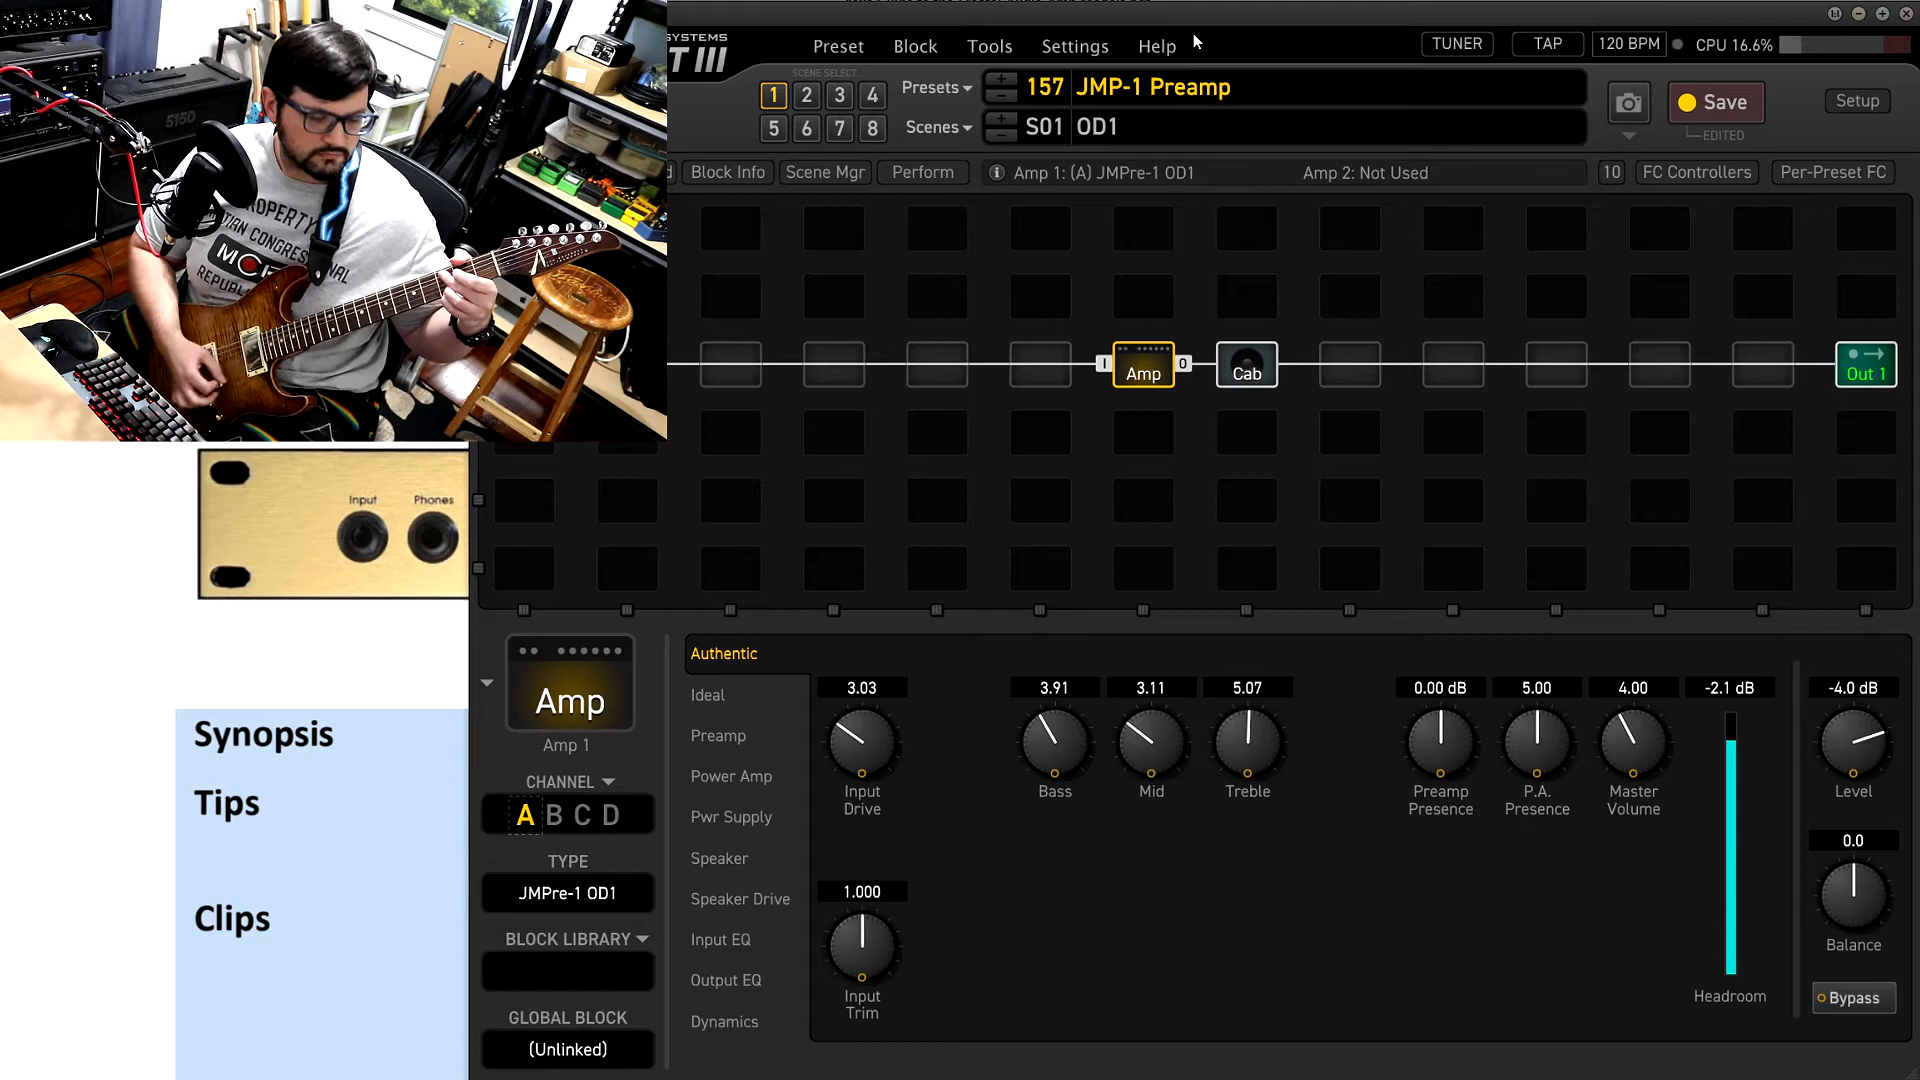 SYSTEMS
T III
Preset Block Tools Settings Help
TUNER
TAP
120 BPM
CPU 16.6%
SCENE SELECT
1 2 3 4
5 6 7 8
Presets
157 JMP-1 Preamp
Scenes
S01 OD1
Save
EDITED
Setup
Block Info
Scene Mgr
Perform
Amp 1: (A) JMPre-1 OD1
Amp 2: Not Used
10
FC Controllers
Per-Preset FC
5150
PROPERTY
CONGRESSIONAL
REPUBL
I
Amp
O
Cab
Out 1
Input
Phones
Synopsis
Tips
Clips
Amp
Amp 1
CHANNEL
A B C D
TYPE
JMPre-1 OD1
BLOCK LIBRARY
GLOBAL BLOCK
(Unlinked)
Authentic
Ideal
Preamp
Power Amp
Pwr Supply
Speaker
Speaker Drive
Input EQ
Output EQ
Dynamics
3.03
3.91
3.11
5.07
0.00 dB
5.00
4.00
-2.1 dB
-4.0 dB
Input
Drive
Bass
Mid
Treble
Preamp
Presence
P.A.
Presence
Master
Volume
Level
1.000
Input
Trim
Headroom
0.0
Balance
Bypass